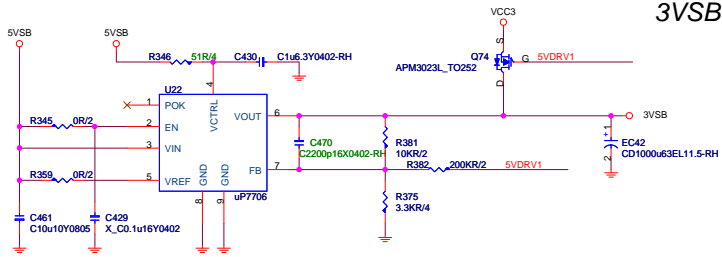 3VSB
5VSB
5VSB
VCC3
R346
51R/4
C430
C1u6.3Y0402-RH
Q74
APM3023L_TO252
S
G
D
5VDRV1
U22
4
VCTRL
1
POK
R345
0R/2
2
EN
3
VIN
R359
0R/2
5
VREF
VOUT
6
FB
7
GND
GND
8
9
uP7706
C470
C2200p16X0402-RH
R381
10KR/2
R382
200KR/2
5VDRV1
R375
3.3KR/4
3VSB
+
1
2
EC42
CD1000u63EL11.5-RH
C461
C10u10Y0805
C429
X_C0.1u16Y0402